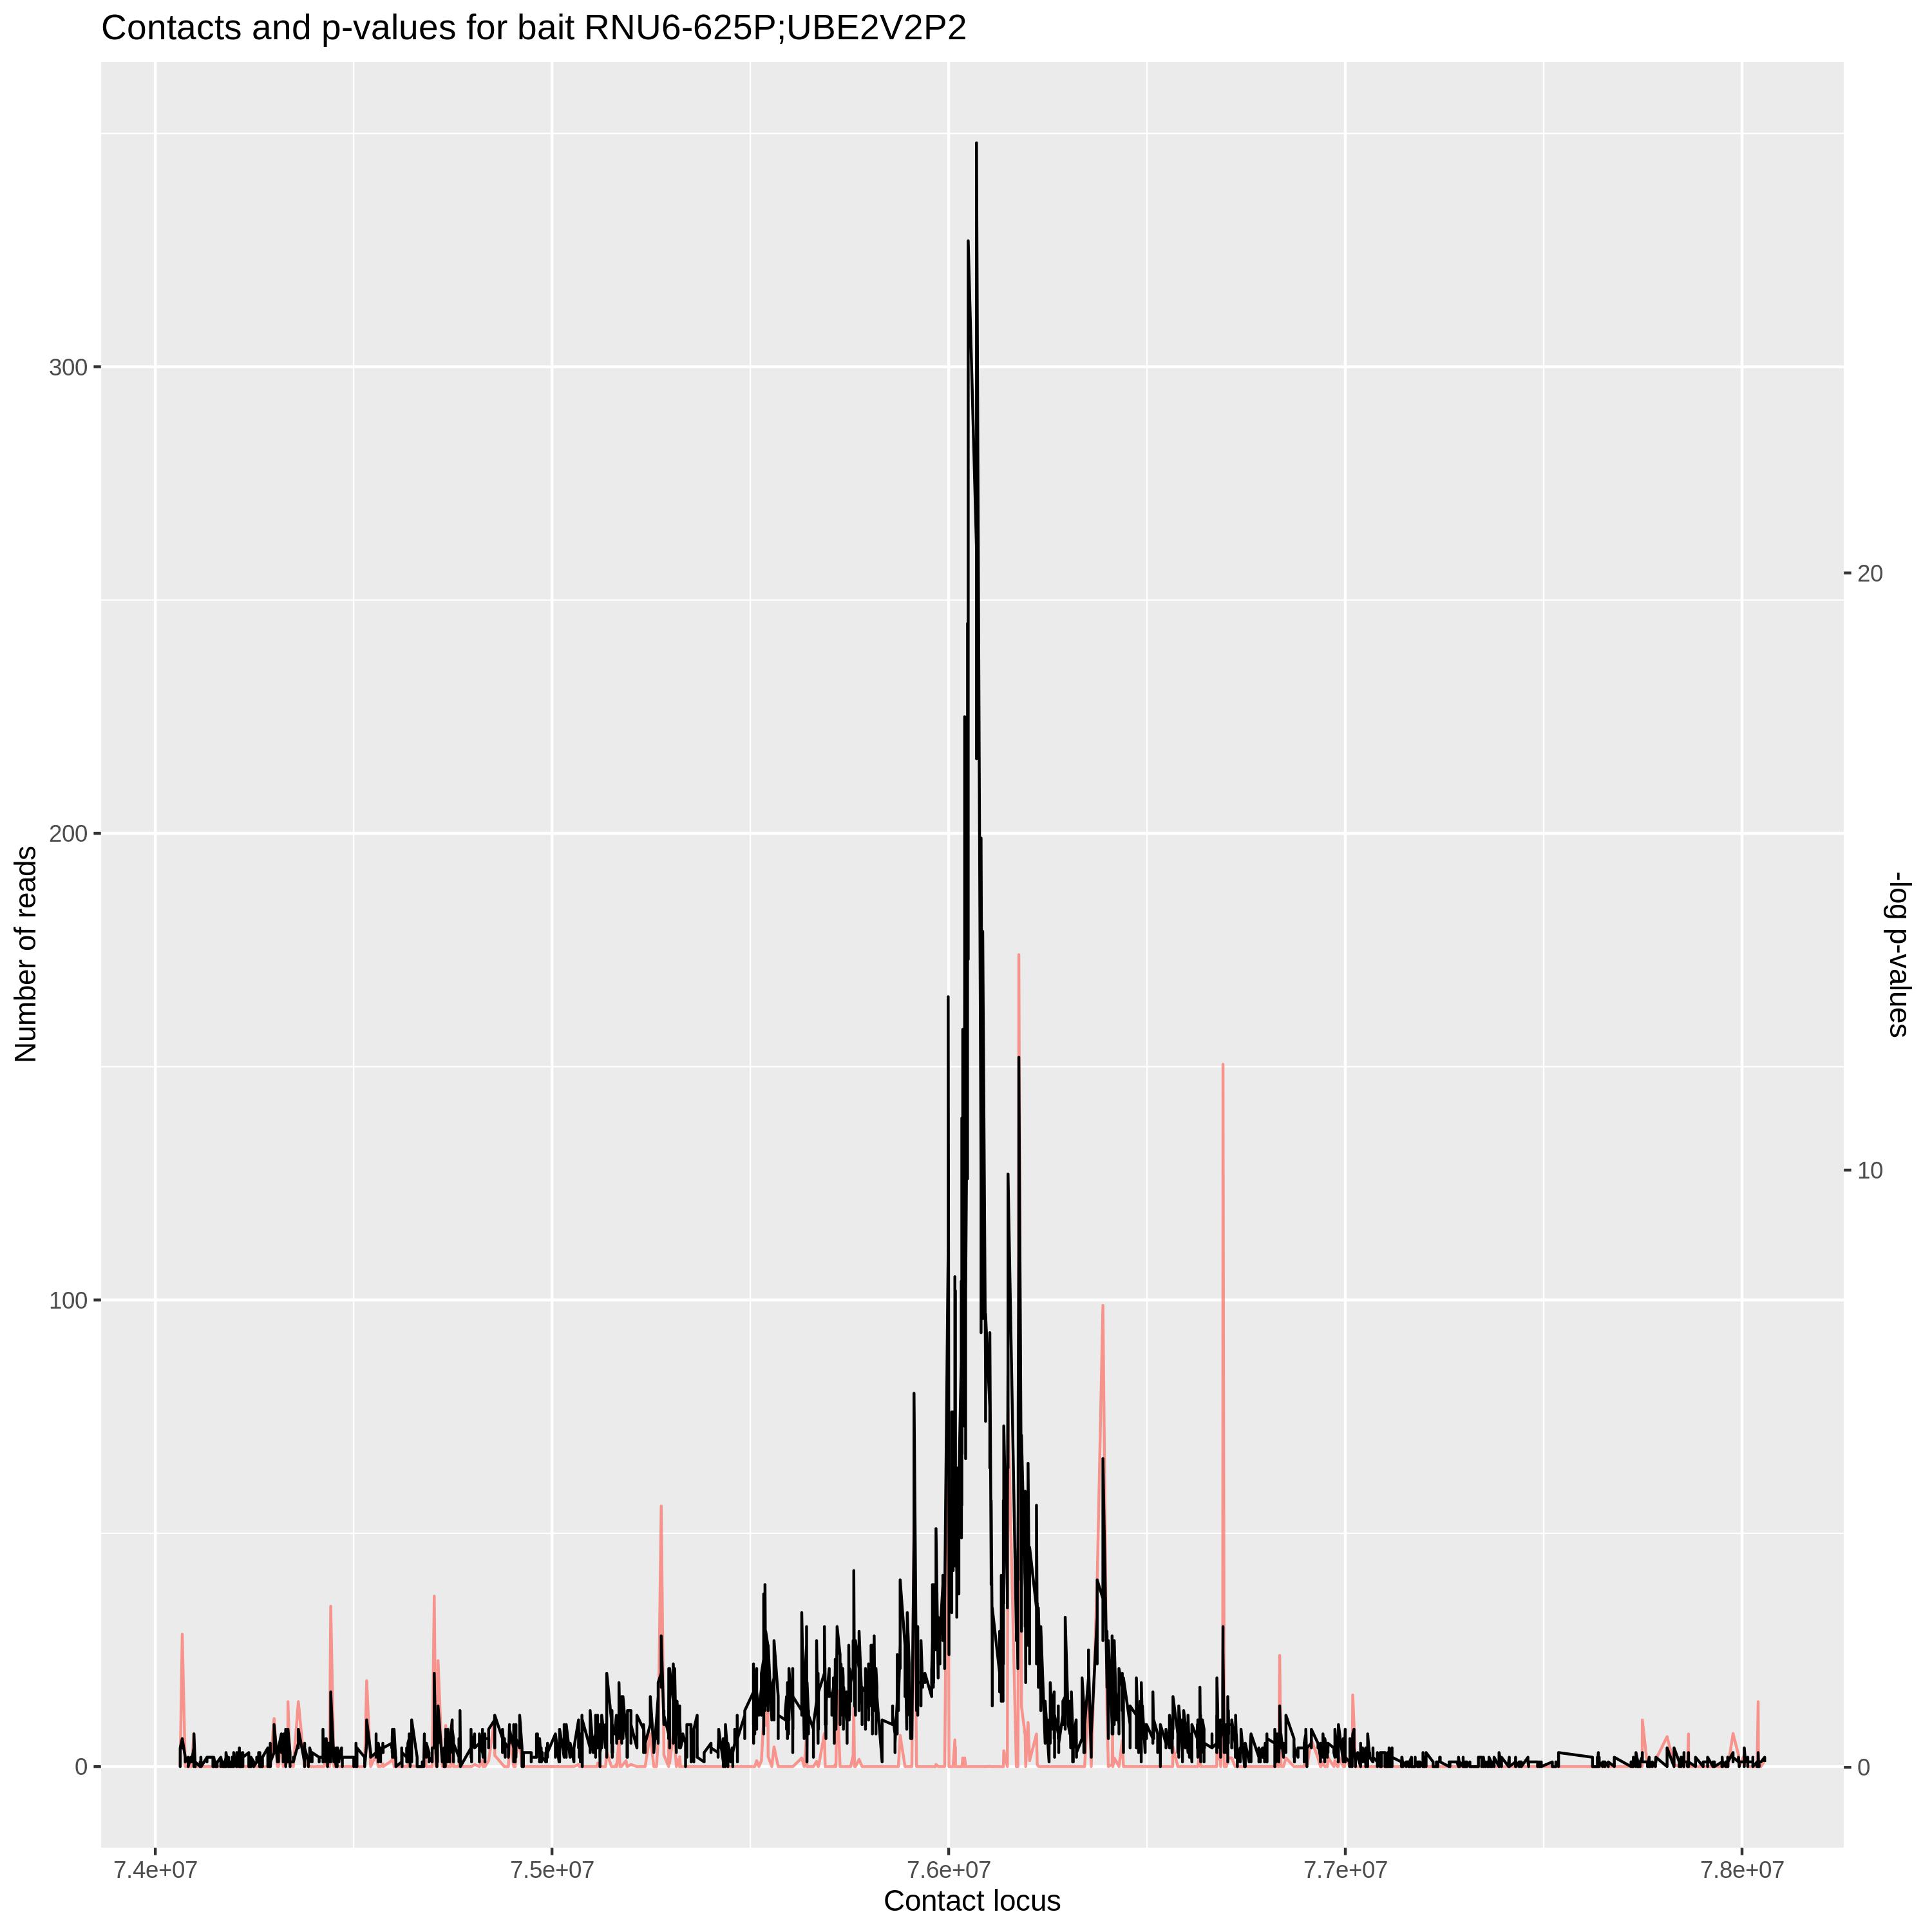 Contacts and p-values for bait RNU6-625P;UBE2V2P2
300
200
100
0
Number of reads
20
10
0
-log p-values
7.4e+07 7.5e+07 7.6e+07 7.7e+07 7.8e+07
Contact locus